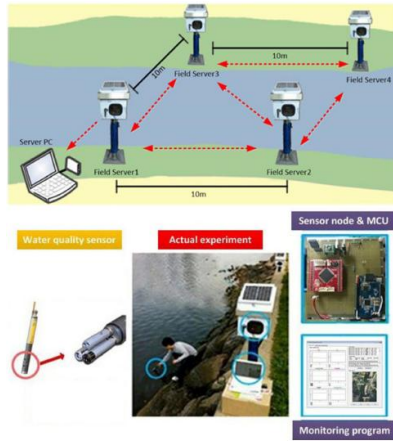 10m
10m
Field Server3
Field Server4
Server PC
Field Server1
Field Server2
10m
Sensor node & MCU
Water quality sensor
Actual experiment
Monitoring program